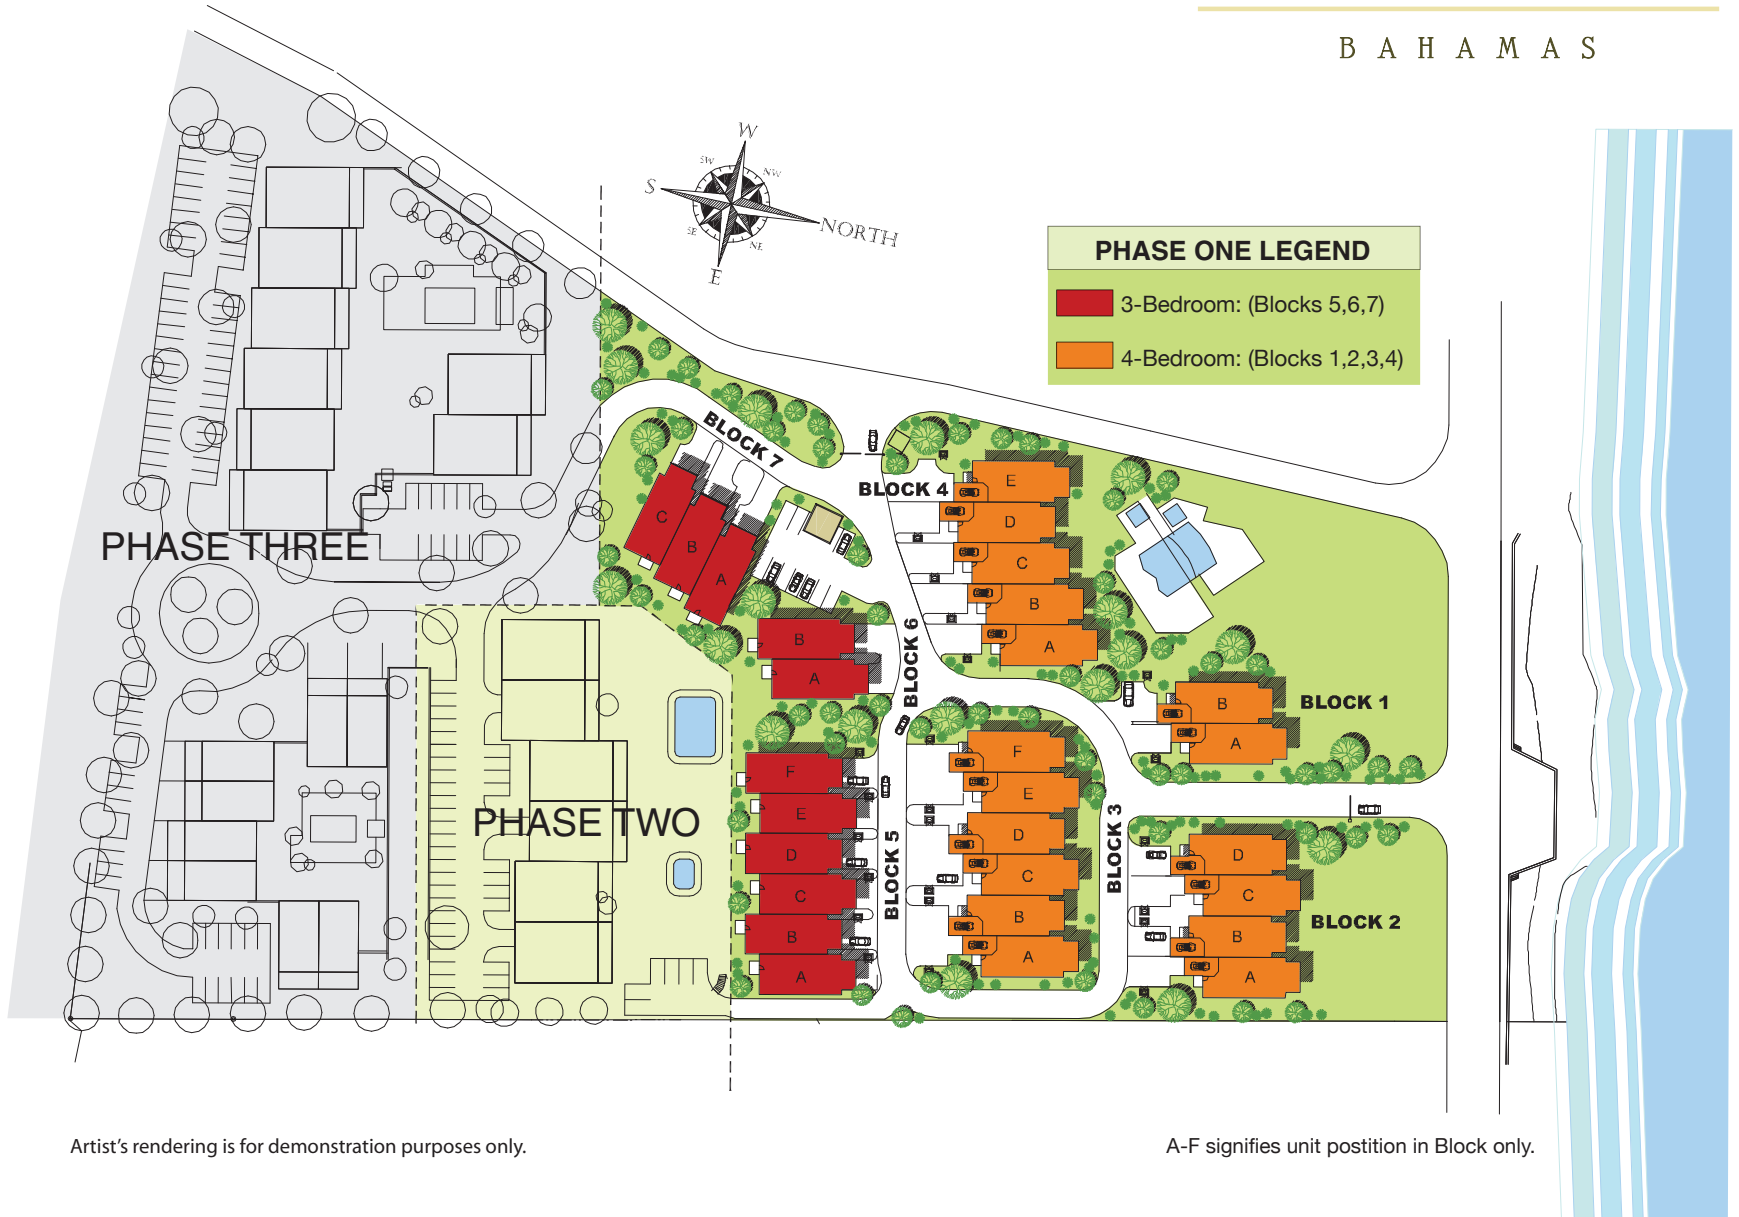 BAHAMAS
W
SW
NW
S
NORTH
SE
NE
E
PHASE ONE LEGEND
3-Bedroom: (Blocks 5,6,7)
4-Bedroom: (Blocks 1,2,3,4)
BLOCK 7
C
B
A
BLOCK 4
E
D
C
B
A
PHASE THREE
BLOCK 6
B
A
BLOCK 1
B
A
PHASE TWO
BLOCK 5
F
E
D
C
B
A
BLOCK 3
F
E
D
C
B
A
BLOCK 2
D
C
B
A
Artist's rendering is for demonstration purposes only.
A-F signifies unit postition in Block only.